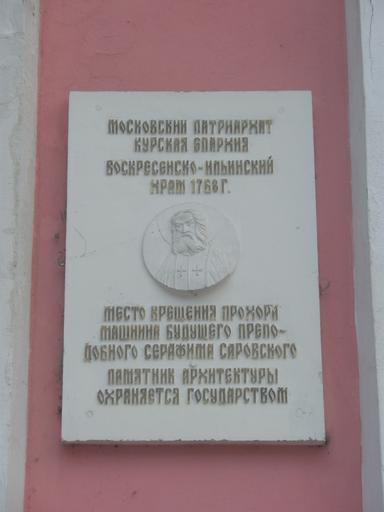 МОСКОВСКИЙ ПАТРИАРХАТ
КУРСКАЯ ЕПАРХИЯ
ВОСКРЕСЕНСКО-ИЛЬИНСКИЙ
ХРАМ 1768 Г.
МЕСТО КРЕЩЕНИЯ ПРОХОРА
МАШНИНА БУДУЩЕГО ПРЕПО-
ДОБНОГО СЕРАФИМА САРОВСКОГО
ПАМЯТНИК АРХИТЕКТУРЫ
ОХРАНЯЕТСЯ ГОСУДАРСТВОМ